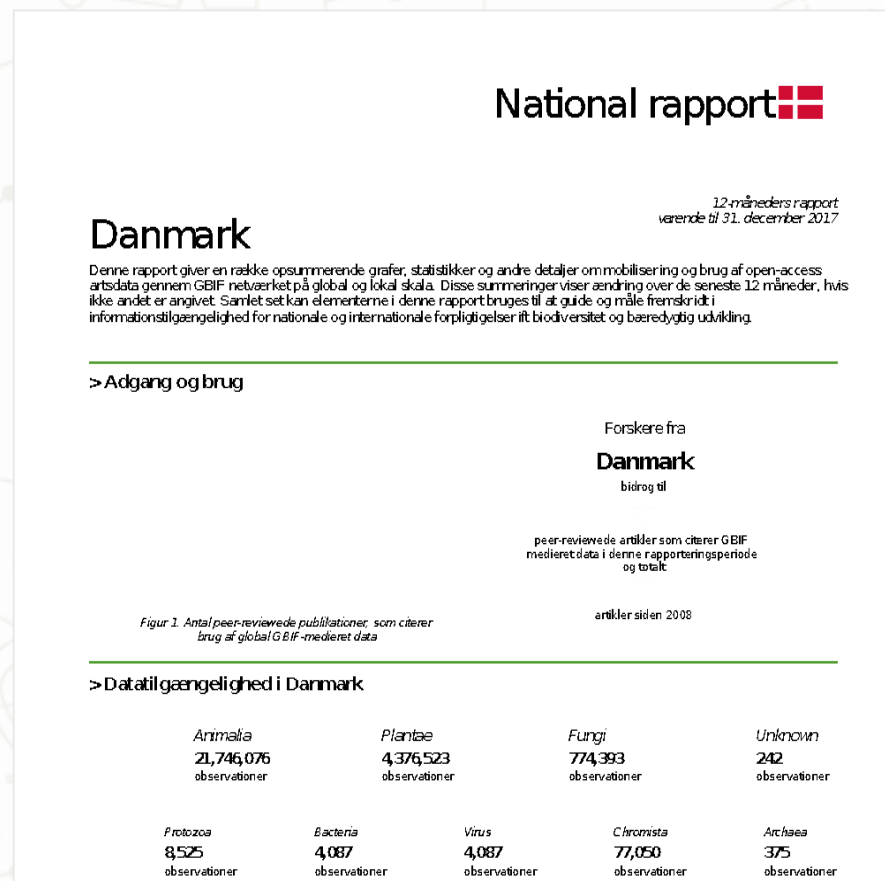 National rapport
12-måneders rapport
varende til 31. december 2017
Danmark
Denne rapport giver en række opsummerende grafer, statistikker og andre detaljer om mobilisering og brug af open-access
artsdata gennem GBIF netværket på global og lokal skala. Disse summeringer viser ændring over de seneste 12 måneder, hvis
ikke andet er angivet. Samlet set kan elementerne i denne rapport bruges til at guide og måle fremskridt i
informationstilgængelighed for nationale og internationale forpligtigelser ift biodiversitet og bæredygtig udvikling.
> Adgang og brug
Forskere fra
Danmark
bidrog til
peer-reviewede artikler som citerer GBIF
medieret data i denne rapporteringsperiode
og totalt
artikler siden 2008
Figur 1. Antal peer-reviewede publikationer, som citerer
brug af global GBIF-medieret data
> Datatilgængelighed i Danmark
Animalia Plantae Fungi Unknown
21,746,076 4,376,523 774,393 242
observationer observationer observationer observationer
Protozoa Bacteria Virus Chromista Archaea
8,525 4,087 4,087 77,050 375
observationer observationer observationer observationer observationer